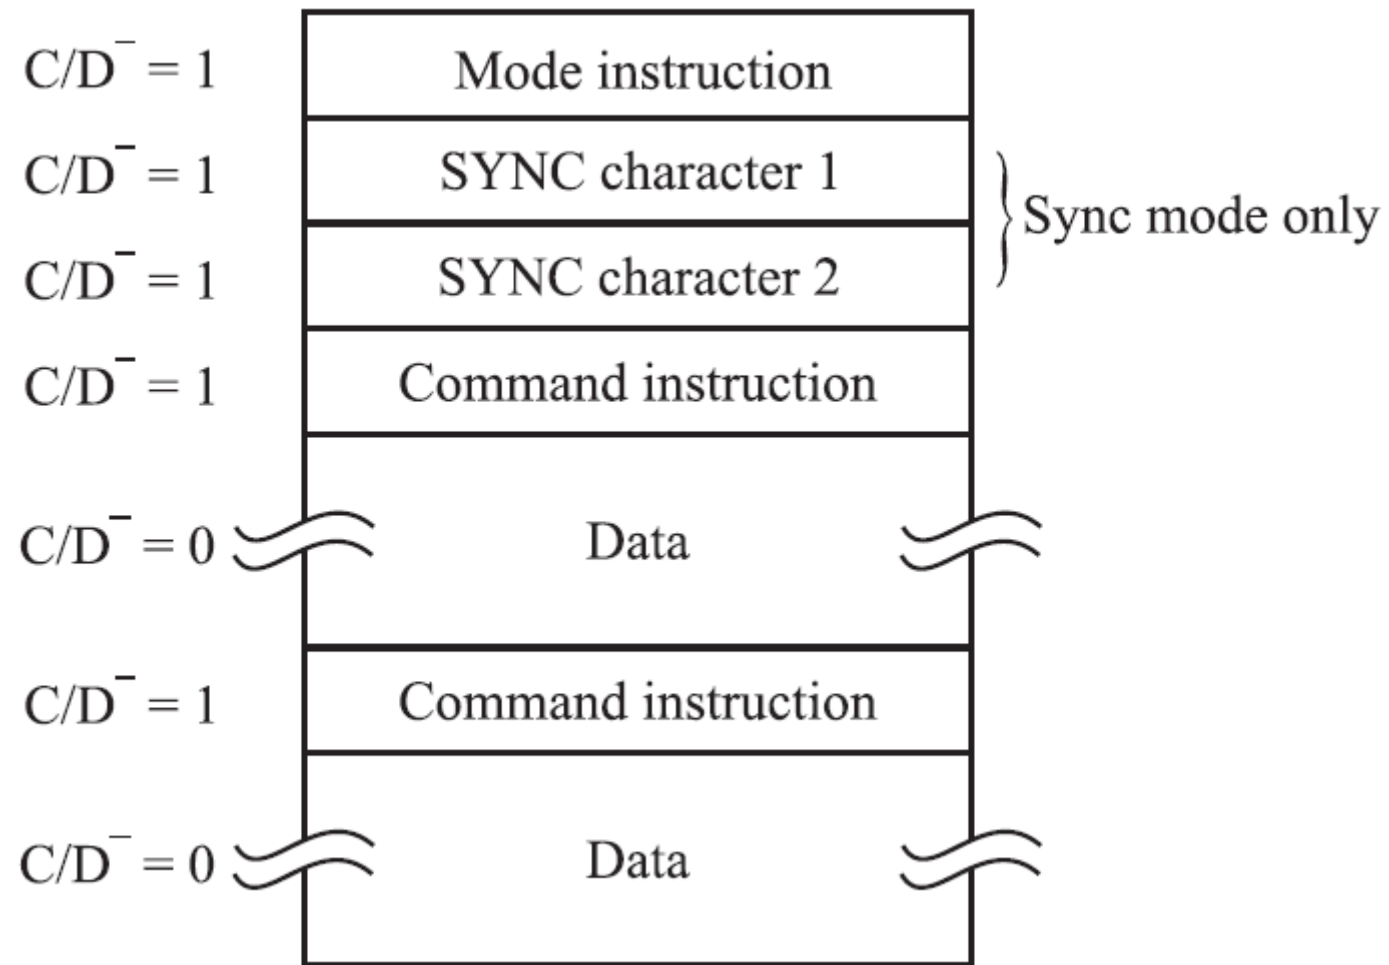 C/D¯ = 1 Mode instruction
C/D¯ = 1 SYNC character 1
Sync mode only
C/D¯ = 1 SYNC character 2
C/D¯ = 1 Command instruction
C/D¯ = 0 Data
C/D¯ = 1 Command instruction
C/D¯ = 0 Data